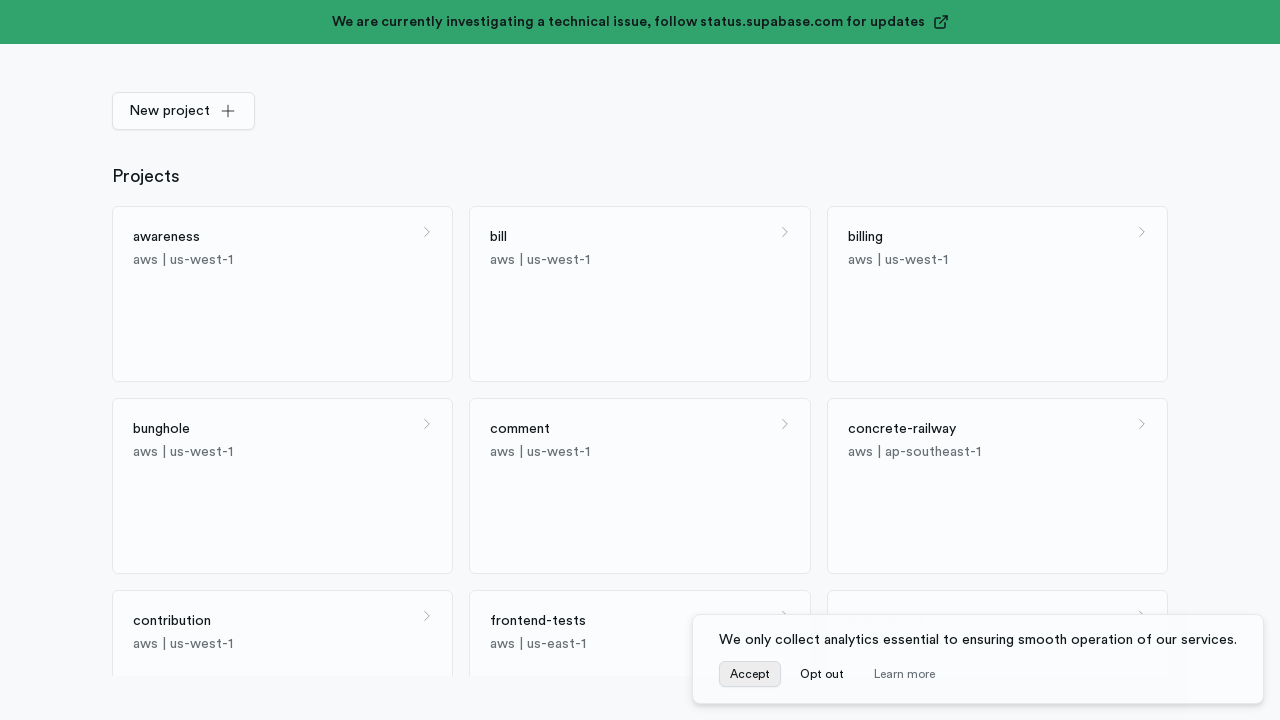 We are currently investigating a technical issue, follow status.supabase.com for updates
New project
Projects
awareness
aws | us-west-1
bill
aws | us-west-1
billing
aws | us-west-1
bunghole
aws | us-west-1
comment
aws | us-west-1
concrete-railway
aws | ap-southeast-1
contribution
aws | us-west-1
frontend-tests
aws | us-east-1
We only collect analytics essential to ensuring smooth operation of our services.
Accept
Opt out
Learn more